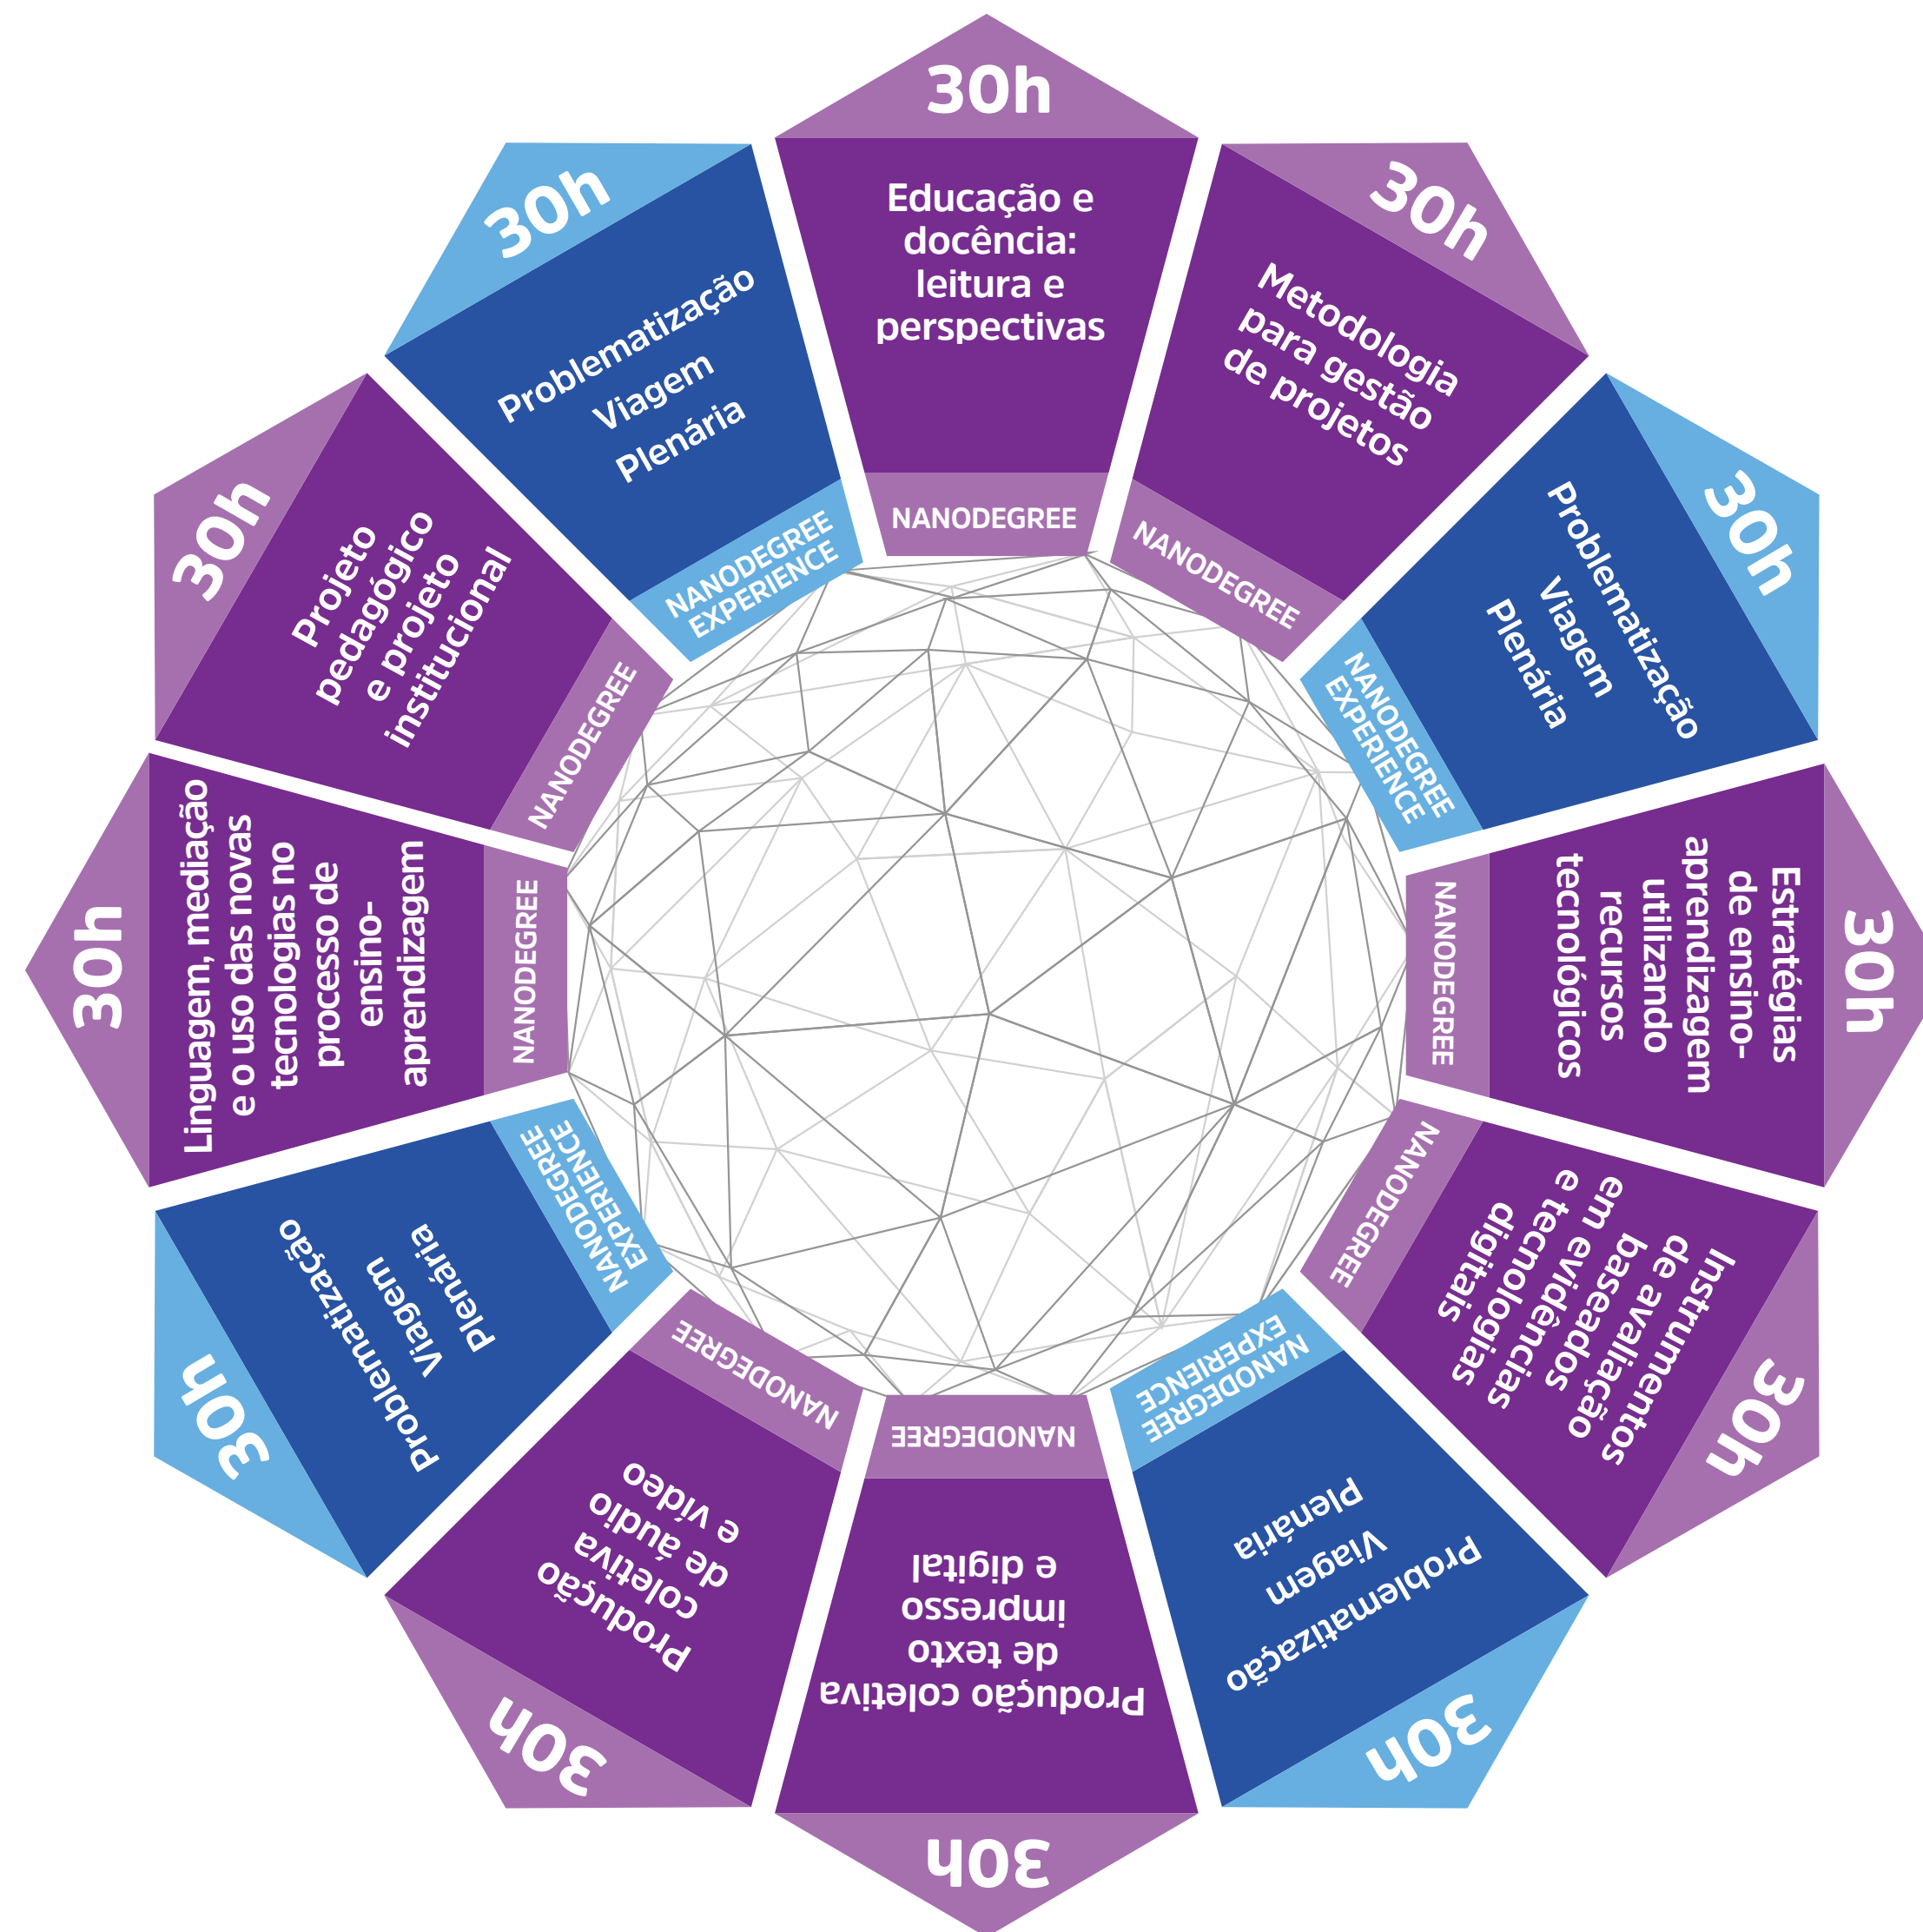 30h
Educação e
docência:
leitura e
perspectivas
NANODEGREE
30h
Metodologia
para gestão
de projetos
NANODEGREE
30h
Problematização
Viagem
Plenária
NANODEGREE
EXPERIENCE
30h
Estratégias
de ensino-
aprendizagem
utilizando
recursos
tecnológicos
NANODEGREE
30h
Instrumentos
de avaliação
baseados
em evidências
e tecnologias
digitais
NANODEGREE
30h
Problematização
Viagem
Plenária
NANODEGREE
EXPERIENCE
30h
Produção coletiva
de texto
impresso
e digital
NANODEGREE
30h
Produção
coletiva
de áudio
e vídeo
NANODEGREE
30h
Problematização
Viagem
Plenária
NANODEGREE
EXPERIENCE
30h
Linguagem, mediação
e o uso das novas
tecnologias no
processo de
ensino-
aprendizagem
NANODEGREE
30h
Projeto
pedagógico
e projeto
institucional
NANODEGREE
30h
Problematização
Viagem
Plenária
NANODEGREE
EXPERIENCE